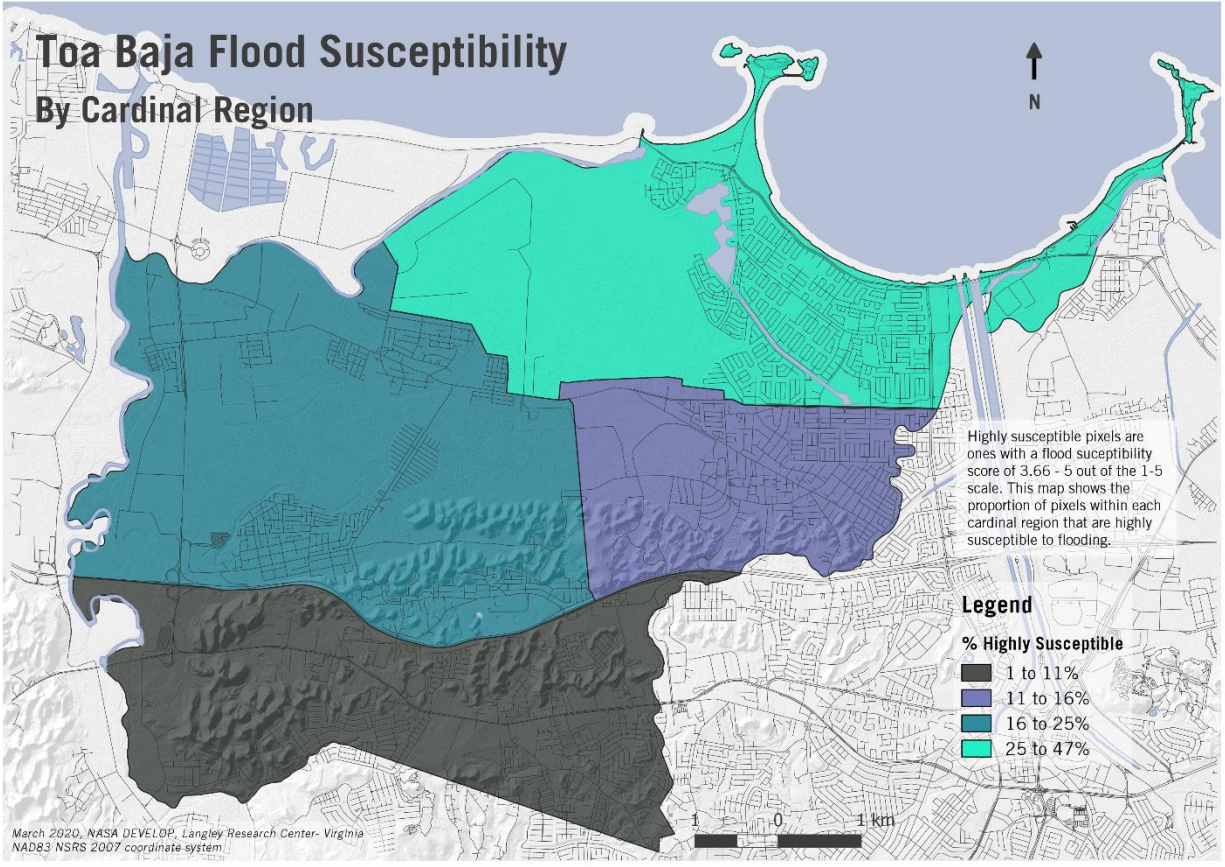 Toa Baja Flood Susceptibility
By Cardinal Region
N
Highly susceptible pixels are
ones with a flood suceptibility
score of 3.66 - 5 out of the 1-5
scale. This map shows the
proportion of pixels within each
cardinal region that are highly
susceptible to flooding.
Legend
% Highly Susceptible
1 to 11%
11 to 16%
16 to 25%
25 to 47%
March 2020, NASA DEVELOP, Langley Research Center- Virginia
NAD83 NSRS 2007 coordinate system
1 0 1 km